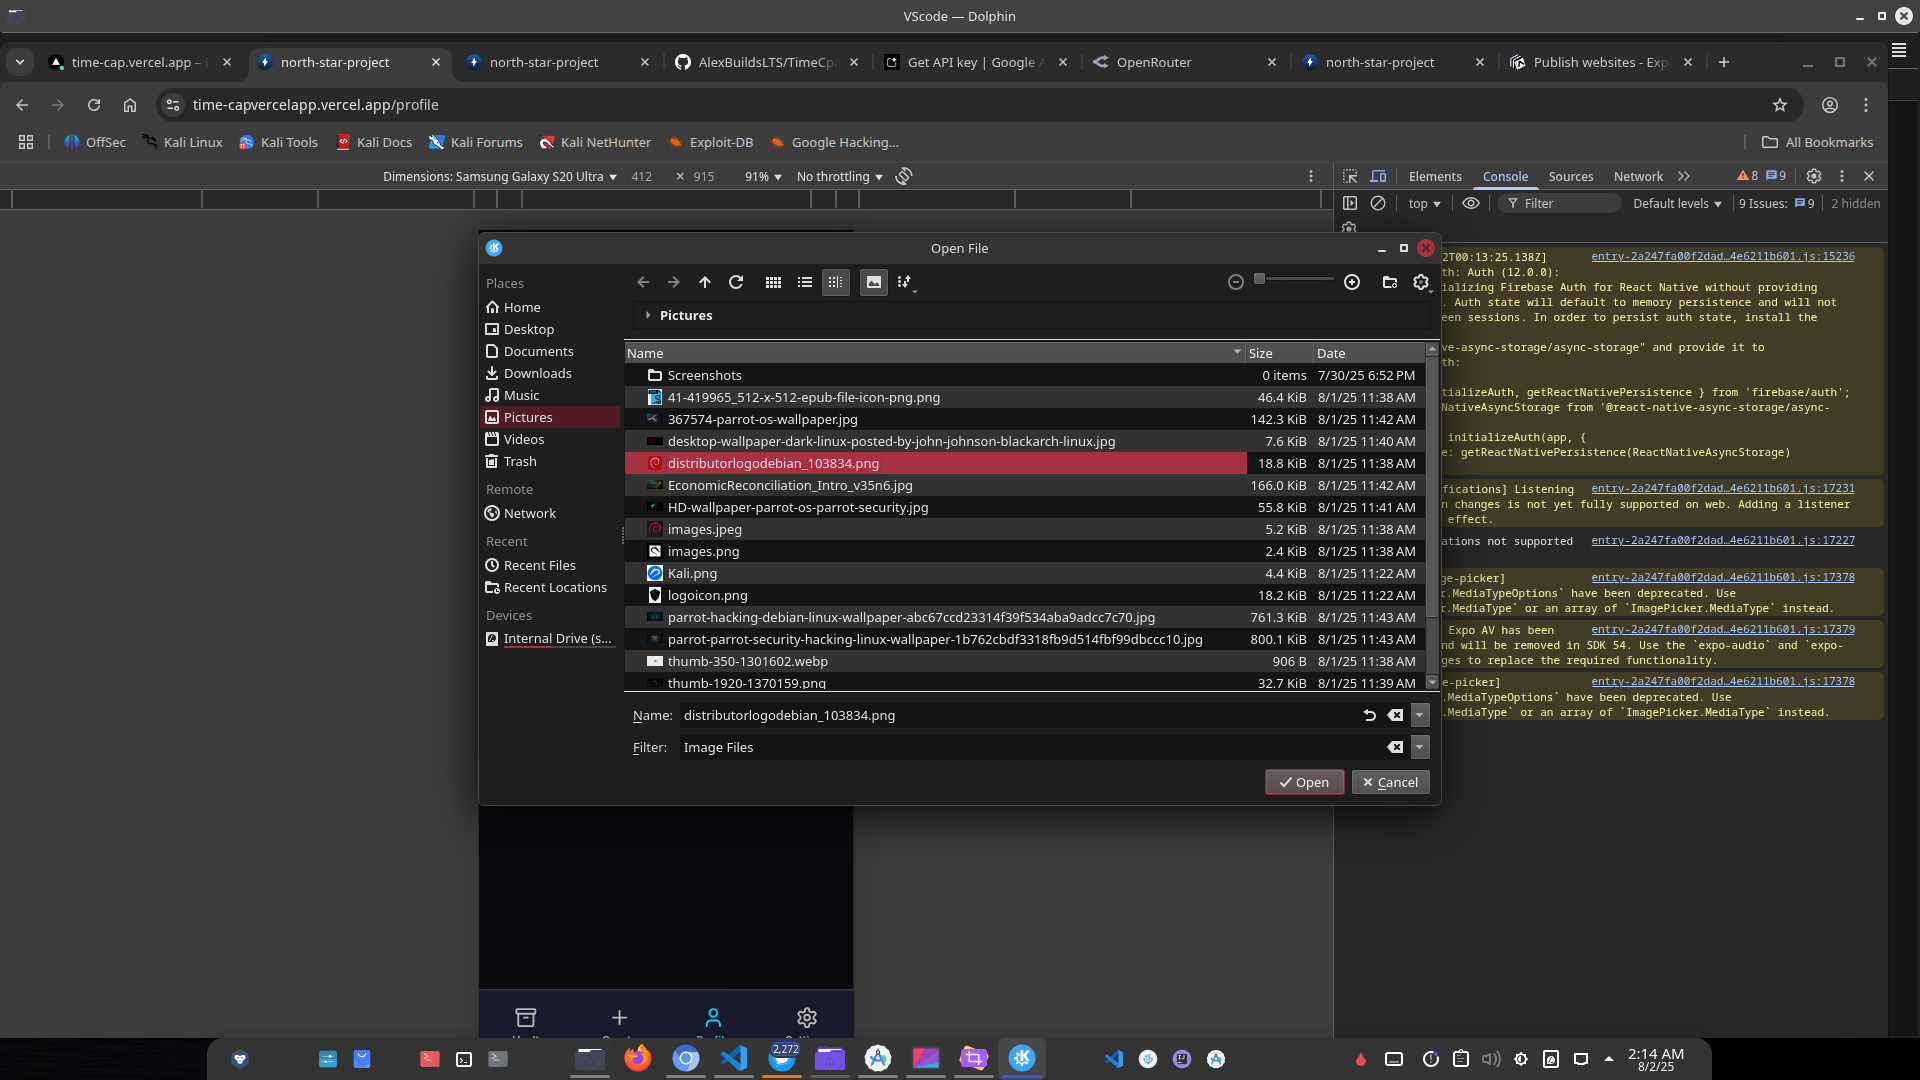 VScode — Dolphin
time-cap.vercel.app –
north-star-project
north-star-project
AlexBuildsLTS/TimeCp
Get API key | Google A
OpenRouter
north-star-project
Publish websites - Exp
time-capvercelapp.vercel.app/profile
OffSec
Kali Linux
Kali Tools
Kali Docs
Kali Forums
Kali NetHunter
Exploit-DB
Google Hacking...
All Bookmarks
Dimensions: Samsung Galaxy S20 Ultra
412 × 915
91%
No throttling
Elements
Console
Sources
Network
8
9
top
Filter
Default levels
9 Issues:
9
2 hidden
Open File
Places
Home
Desktop
Documents
Downloads
Music
Pictures
Videos
Trash
Remote
Network
Recent
Recent Files
Recent Locations
Devices
Internal Drive (s...
Pictures
Name Size Date
Screenshots 0 items 7/30/25 6:52 PM
41-419965_512-x-512-epub-file-icon-png.png 46.4 KiB 8/1/25 11:38 AM
367574-parrot-os-wallpaper.jpg 142.3 KiB 8/1/25 11:42 AM
desktop-wallpaper-dark-linux-posted-by-john-johnson-blackarch-linux.jpg 7.6 KiB 8/1/25 11:40 AM
distributorlogodebian_103834.png 18.8 KiB 8/1/25 11:38 AM
EconomicReconciliation_Intro_v35n6.jpg 166.0 KiB 8/1/25 11:42 AM
HD-wallpaper-parrot-os-parrot-security.jpg 55.8 KiB 8/1/25 11:41 AM
images.jpeg 5.2 KiB 8/1/25 11:38 AM
images.png 2.4 KiB 8/1/25 11:38 AM
Kali.png 4.4 KiB 8/1/25 11:22 AM
logoicon.png 18.2 KiB 8/1/25 11:22 AM
parrot-hacking-debian-linux-wallpaper-abc67ccd23314f39f534aba9adcc7c70.jpg 761.3 KiB 8/1/25 11:43 AM
parrot-parrot-security-hacking-linux-wallpaper-1b762cbdf3318fb9d514fbf99dbccc10.jpg 800.1 KiB 8/1/25 11:43 AM
thumb-350-1301602.webp 906 B 8/1/25 11:38 AM
thumb-1920-1370159.png 32.7 KiB 8/1/25 11:39 AM
Name: distributorlogodebian_103834.png
Filter: Image Files
Open
Cancel
2T00:13:25.138Z] entry-2a247fa00f2dad…4e6211b601.js:15236
th: Auth (12.0.0):
ializing Firebase Auth for React Native without providing
. Auth state will default to memory persistence and will not
een sessions. In order to persist auth state, install the
ve-async-storage/async-storage" and provide it to
th:
tializeAuth, getReactNativePersistence } from 'firebase/auth';
NativeAsyncStorage from '@react-native-async-storage/async-
initializeAuth(app, {
e: getReactNativePersistence(ReactNativeAsyncStorage)
fications] Listening entry-2a247fa00f2dad…4e6211b601.js:17231
n changes is not yet fully supported on web. Adding a listener
effect.
ations not supported entry-2a247fa00f2dad…4e6211b601.js:17227
ge-picker] entry-2a247fa00f2dad…4e6211b601.js:17378
.MediaTypeOptions` have been deprecated. Use
.MediaType` or an array of `ImagePicker.MediaType` instead.
Expo AV has been entry-2a247fa00f2dad…4e6211b601.js:17379
nd will be removed in SDK 54. Use the `expo-audio` and `expo-
ges to replace the required functionality.
e-picker] entry-2a247fa00f2dad…4e6211b601.js:17378
.MediaTypeOptions` have been deprecated. Use
.MediaType` or an array of `ImagePicker.MediaType` instead.
2,272
2:14 AM
8/2/25